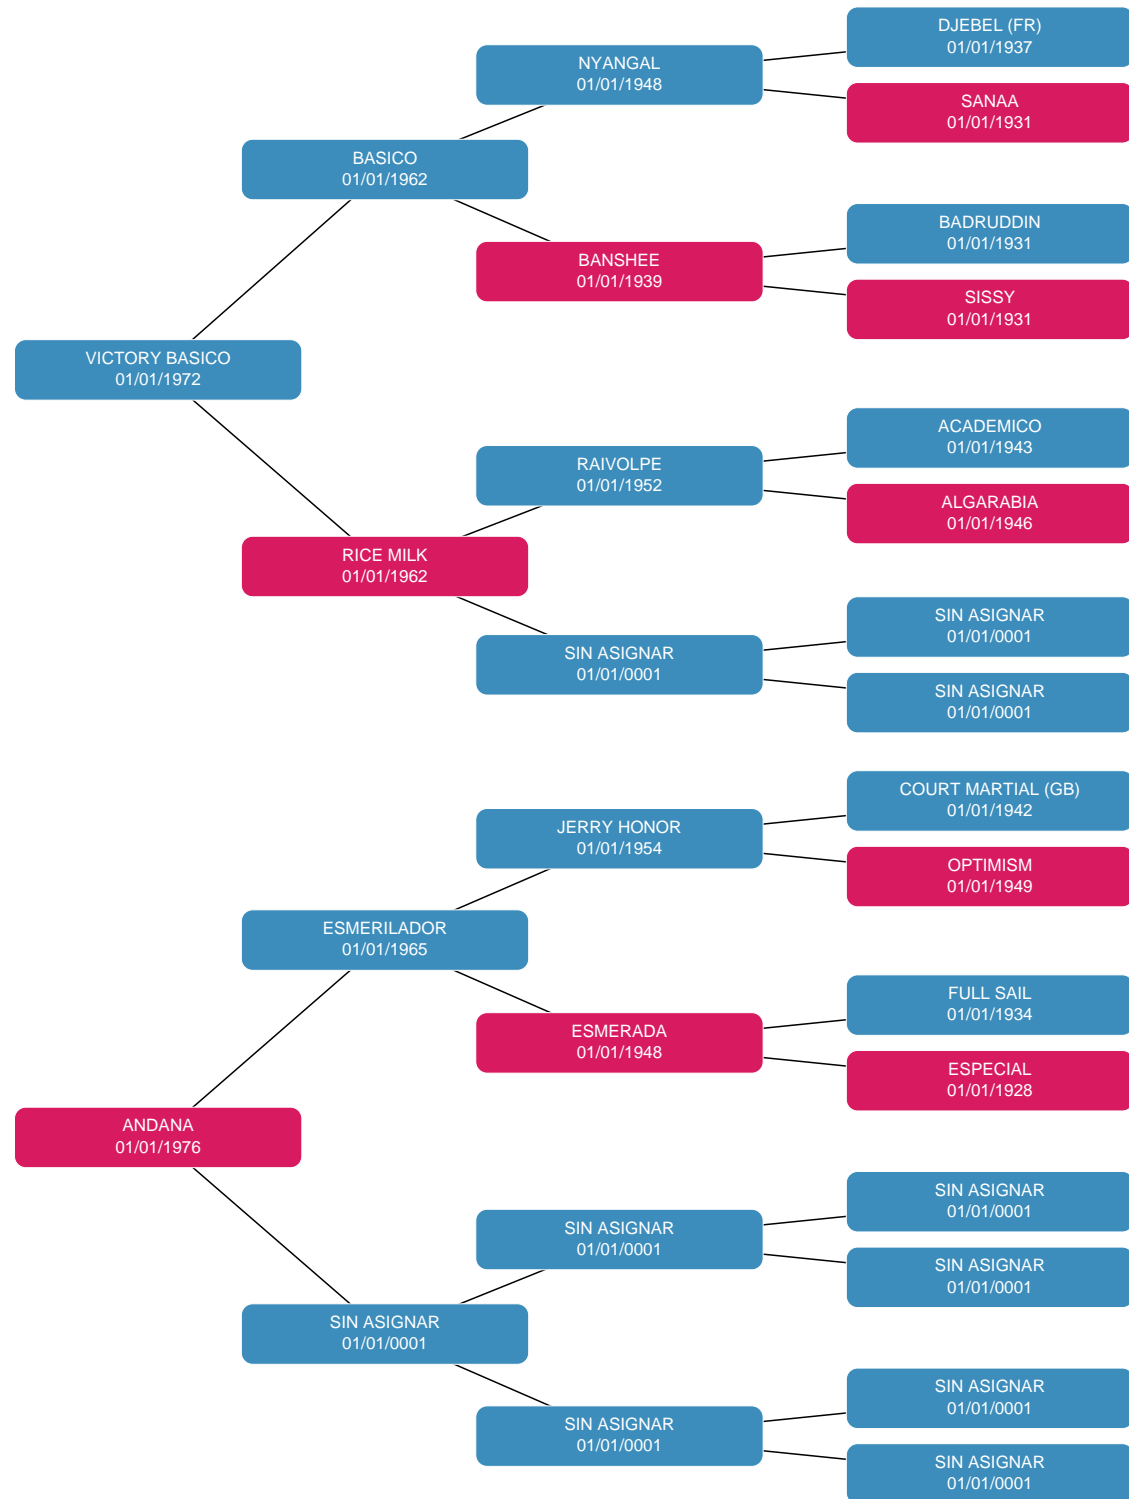 DJEBEL (FR)
01/01/1937
NYANGAL
01/01/1948
SANAA
01/01/1931
BASICO
01/01/1962
BADRUDDIN
01/01/1931
BANSHEE
01/01/1939
SISSY
01/01/1931
VICTORY BASICO
01/01/1972
ACADEMICO
01/01/1943
RAIVOLPE
01/01/1952
ALGARABIA
01/01/1946
RICE MILK
01/01/1962
SIN ASIGNAR
01/01/0001
SIN ASIGNAR
01/01/0001
SIN ASIGNAR
01/01/0001
COURT MARTIAL (GB)
01/01/1942
JERRY HONOR
01/01/1954
OPTIMISM
01/01/1949
ESMERILADOR
01/01/1965
FULL SAIL
01/01/1934
ESMERADA
01/01/1948
ESPECIAL
01/01/1928
ANDANA
01/01/1976
SIN ASIGNAR
01/01/0001
SIN ASIGNAR
01/01/0001
SIN ASIGNAR
01/01/0001
SIN ASIGNAR
01/01/0001
SIN ASIGNAR
01/01/0001
SIN ASIGNAR
01/01/0001
SIN ASIGNAR
01/01/0001